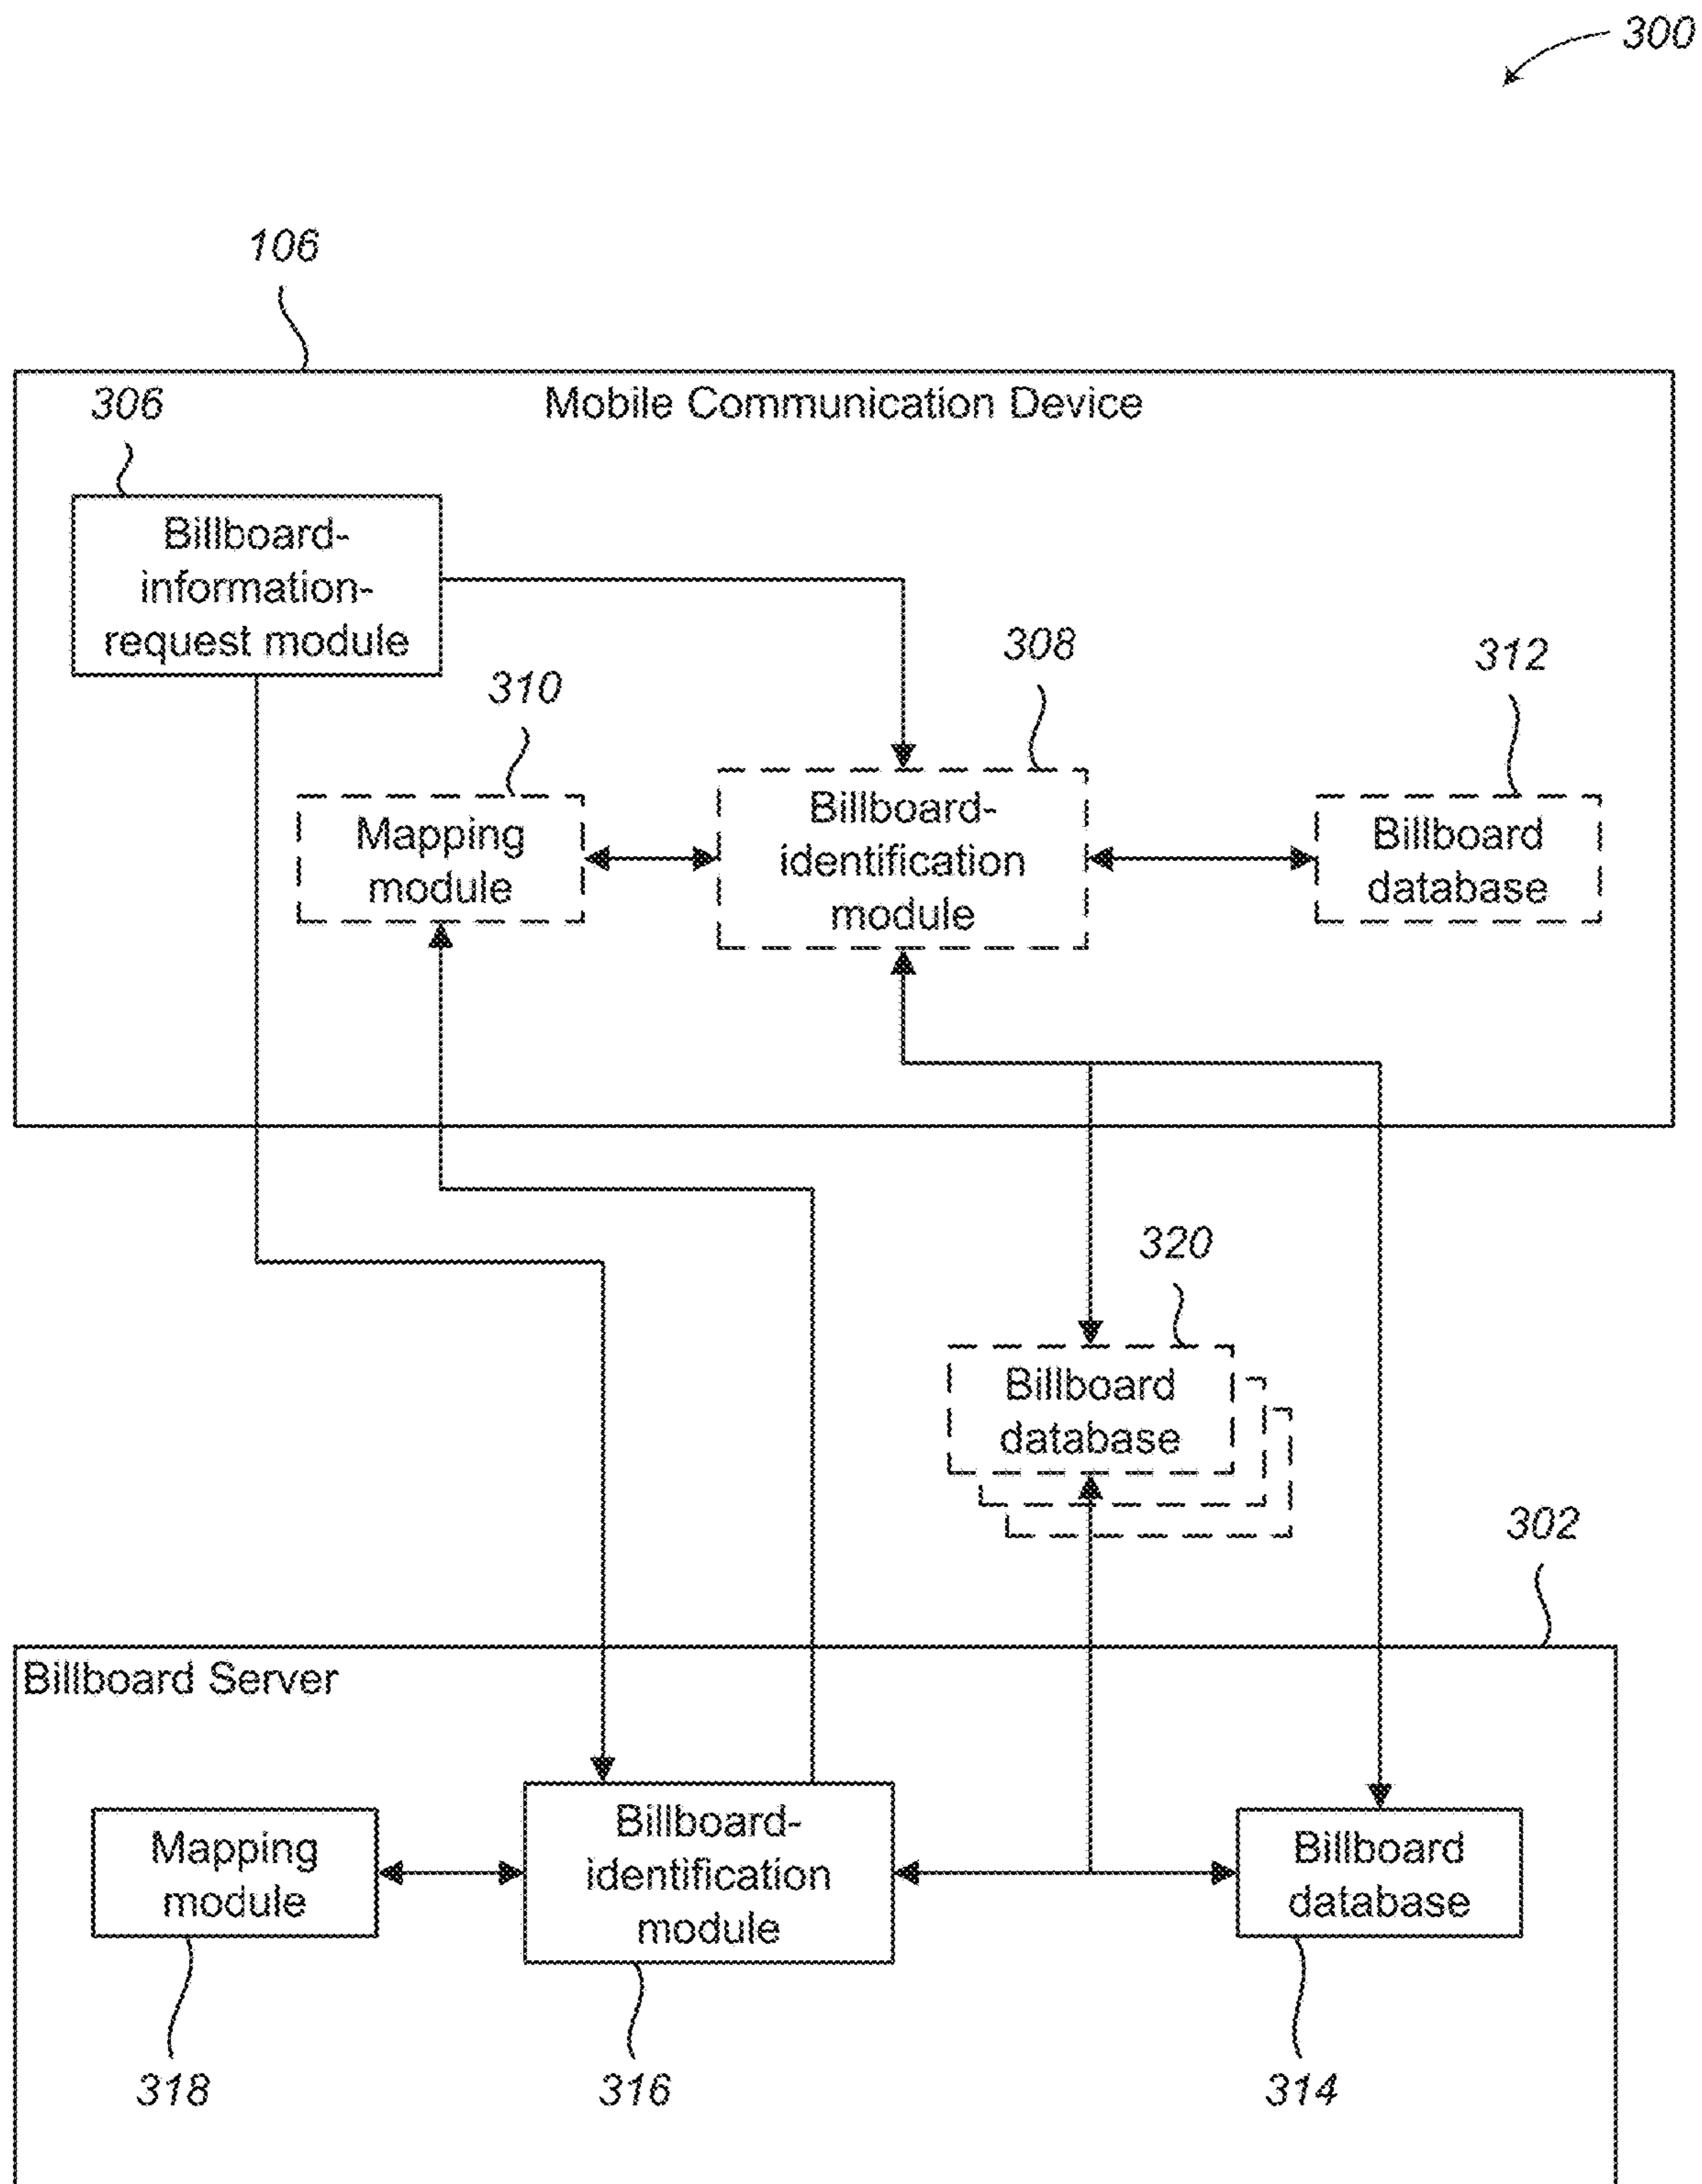 300
106
Mobile Communication Device
306
Billboard-
information-
request module
308
312
310
Billboard-
identification
module
Mapping
module
Billboard
database
320
Billboard
database
302
Billboard Server
Mapping
module
Billboard-
identification
module
Billboard
database
318
316
314